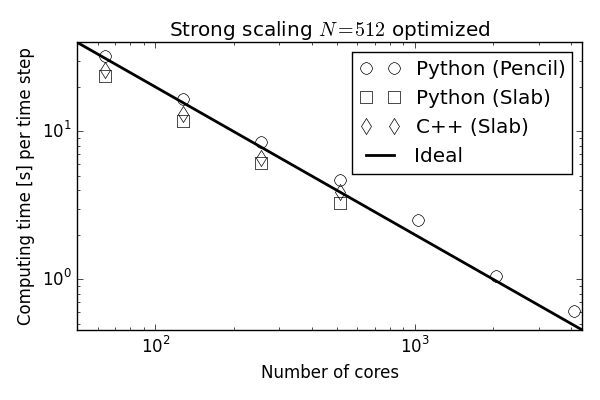 Strong scaling N=512 optimized
Computing time [s] per time step
10^1
10^0
Python (Pencil)
Python (Slab)
C++ (Slab)
Ideal
10^2
10^3
Number of cores